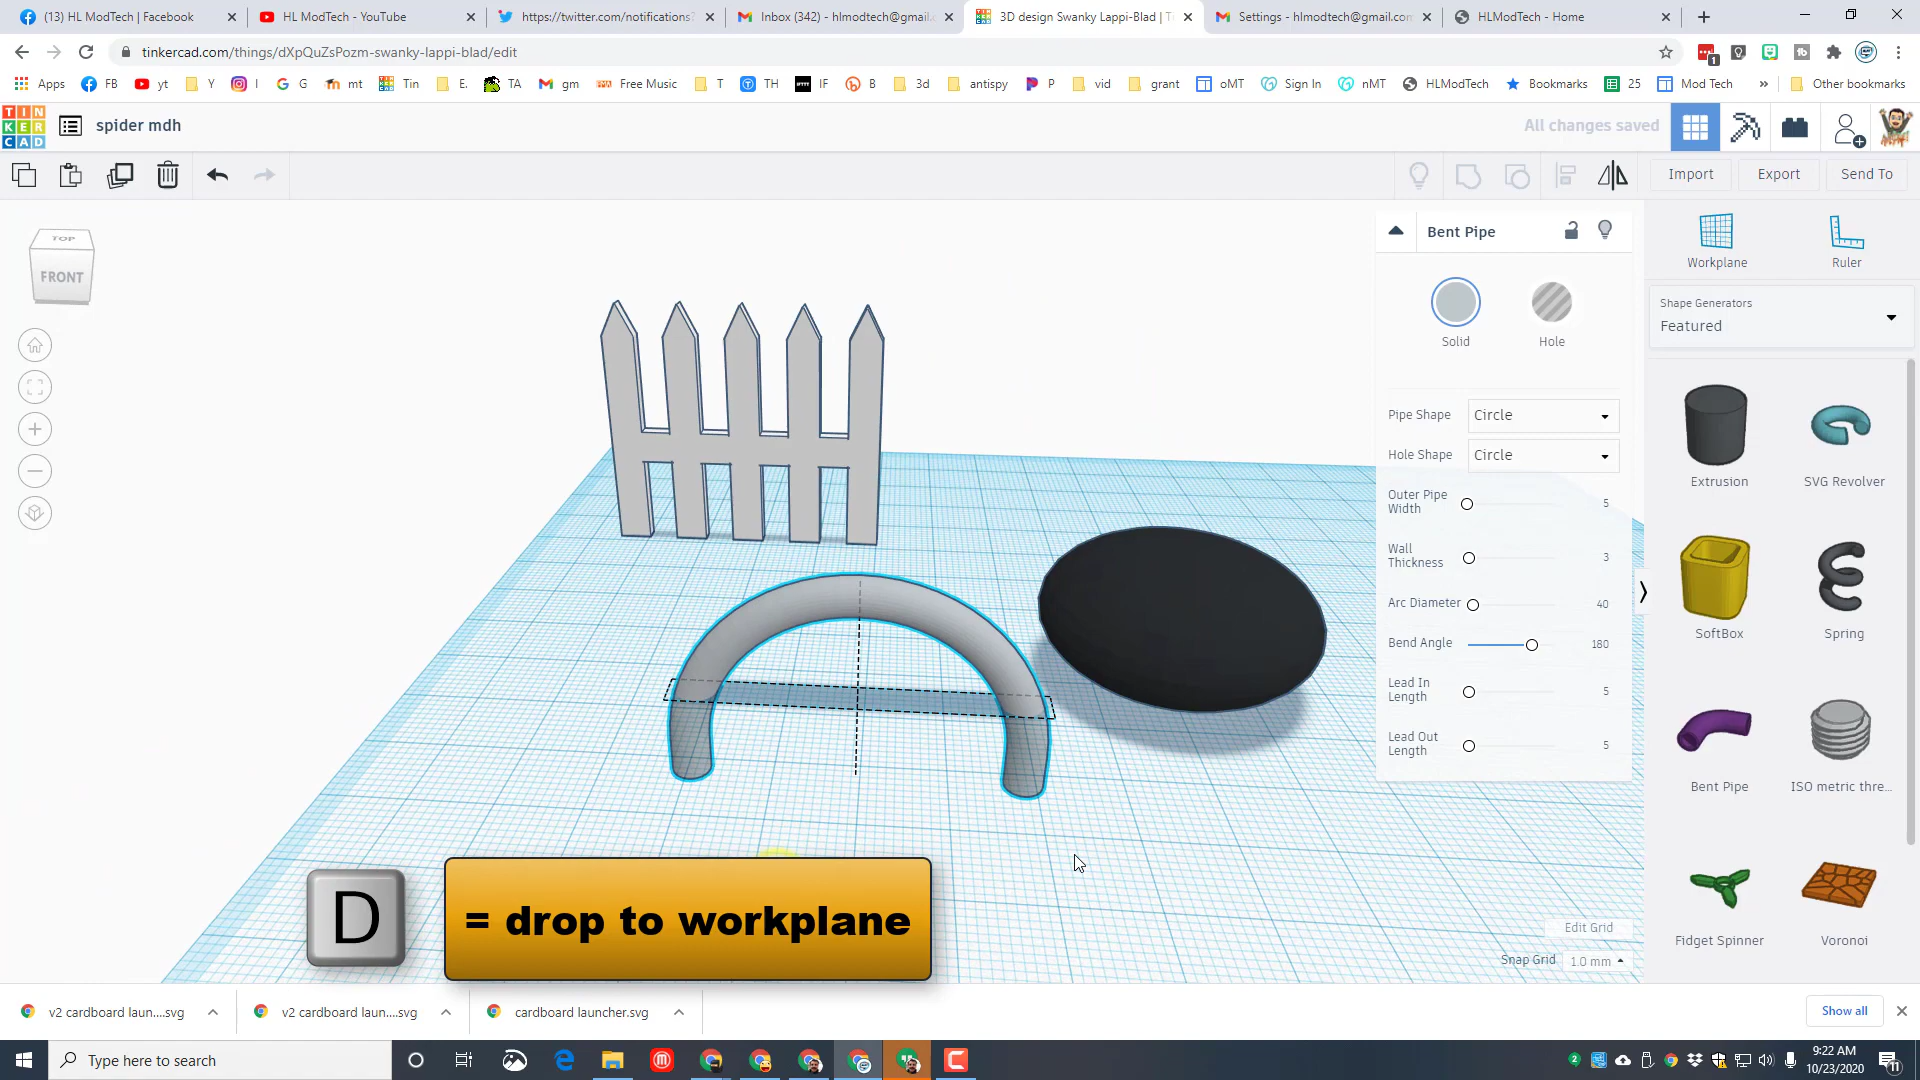 (13) HL ModTech | Facebook
HL ModTech - YouTube
https://twitter.com/notifications?
Inbox (342) - hlmodtech@gmail.c
3D design Swanky Lappi-Blad | T
Settings - hlmodtech@gmail.com
HLModTech - Home
tinkercad.com/things/dXpQuZsPozm-swanky-lappi-blad/edit
1
Apps
FB
yt
Y
I
G
mt
Tin
E.
TA
gm
Free Music
T
TH
IF
B
3d
antispy
P
vid
grant
oMT
Sign In
nMT
HLModTech
Bookmarks
25
Mod Tech
»
Other bookmarks
TIN
KER
CAD
spider mdh
All changes saved
Import
Export
Send To
TOP
FRONT
Bent Pipe
Solid
Hole
Pipe Shape
Circle
Hole Shape
Circle
Outer Pipe
Width
5
Wall
Thickness
3
Arc Diameter
40
Bend Angle
180
Lead In
Length
5
Lead Out
Length
5
Workplane
Ruler
Shape Generators
Featured
Extrusion
SVG Revolver
SoftBox
Spring
Bent Pipe
ISO metric thre...
Fidget Spinner
Voronoi
Edit Grid
Snap Grid
1.0 mm
D
= drop to workplane
v2 cardboard laun....svg
v2 cardboard laun....svg
cardboard launcher.svg
Show all
Type here to search
9:22 AM
10/23/2020
2
11